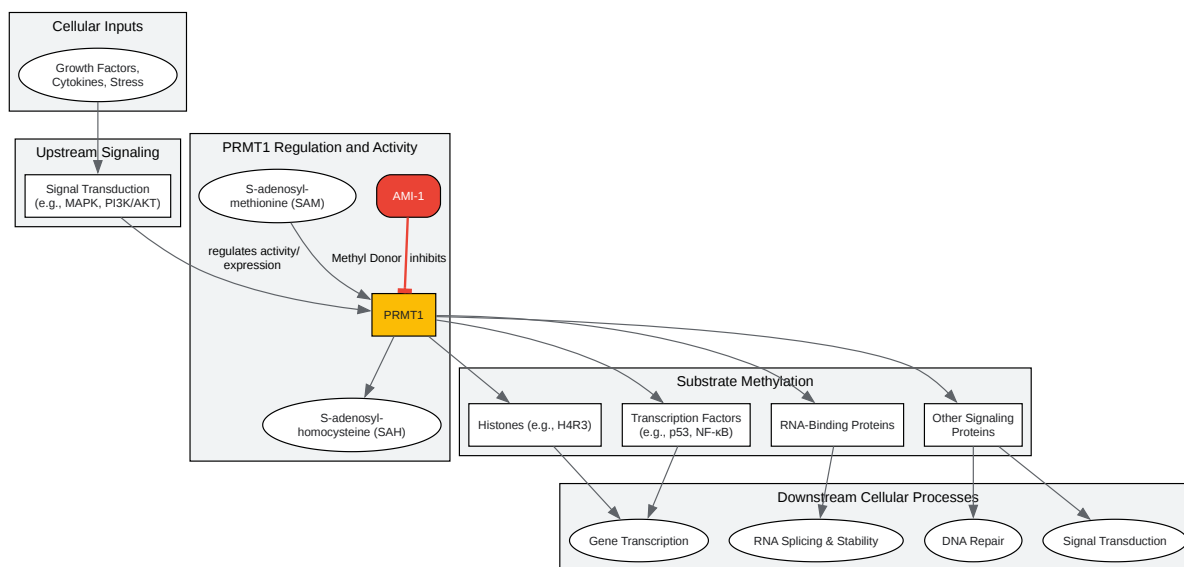 Cellular Inputs
Growth Factors,
Cytokines, Stress
Upstream Signaling
Signal Transduction
(e.g., MAPK, PI3K/AKT)
PRMT1 Regulation and Activity
S-adenosyl-
methionine (SAM)
AMI-1
regulates activity/
expression
Methyl Donor
inhibits
PRMT1
S-adenosyl-
homocysteine (SAH)
Substrate Methylation
Histones (e.g., H4R3)
Transcription Factors
(e.g., p53, NF-κB)
RNA-Binding Proteins
Other Signaling
Proteins
Downstream Cellular Processes
Gene Transcription
RNA Splicing & Stability
DNA Repair
Signal Transduction